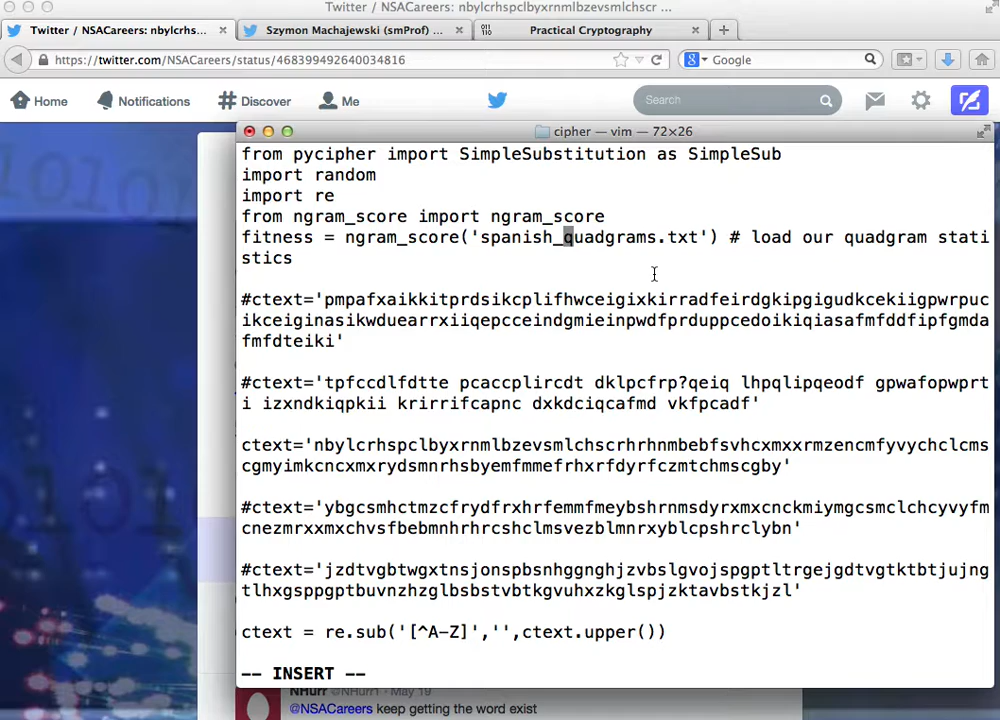 Twitter / NSACareers: nbylcrhspclbyxrnmlbzevsmlchscr ...
Twitter / NSACareers: nbylcrhs...
Szymon Machajewski (smProf) ...
Practical Cryptography
https://twitter.com/NSACareers/status/468399492640034816
Google
Home
Notifications
Discover
Me
Search
cipher — vim — 72×26
from pycipher import SimpleSubstitution as SimpleSub
import random
import re
from ngram_score import ngram_score
fitness = ngram_score('spanish_quadgrams.txt') # load our quadgram stati
stics
#ctext='pmpafxaikkitprdsikcplifhwceigixkirradfeirdgkipgigudkcekiigpwrpuc
ikceiginasikwduearrxiiqepcceindgmieinpwdfprduppcedoikiqiasafmfddfipfgmda
fmfdteiki'
#ctext='tpfccdlfdtte pcaccplircdt dklpcfrp?qeiq lhpqlipqeodf gpwafopwprt
i izxndkiqpkii krirrifcapnc dxkdciqcafmd vkfpcadf'
ctext='nbylcrhspclbyxrnmlbzevsmlchscrhrhnmbebfsvhcxmxxrmzencmfyvychclcms
cgmyimkcncxmxrydsmnrhsbyemfmmefrhxrfdyrfczmtchmscgby'
#ctext='ybgcsmhctmzcfrydfrxhrfemmfmeybshrnmsdyrxmxcnckmiymgcsmclchcyvyfm
cnezmrxxmxchvsfbebmnhrhrcshclmsvezblmnrxyblcpshrclybn'
#ctext='jzdtvgbtwgxtnsjonspbsnhggnghjzvbslgvojspgptltrgejgdtvgtktbtjujng
tlhxgsppgptbuvnzhzglbsbstvbtkgvuhxzkglspjzktavbstkjzl'
ctext = re.sub('[^A-Z]','',ctext.upper())
-- INSERT --
NHurr @NHurr1 · May 19
@NSACareers keep getting the word exist